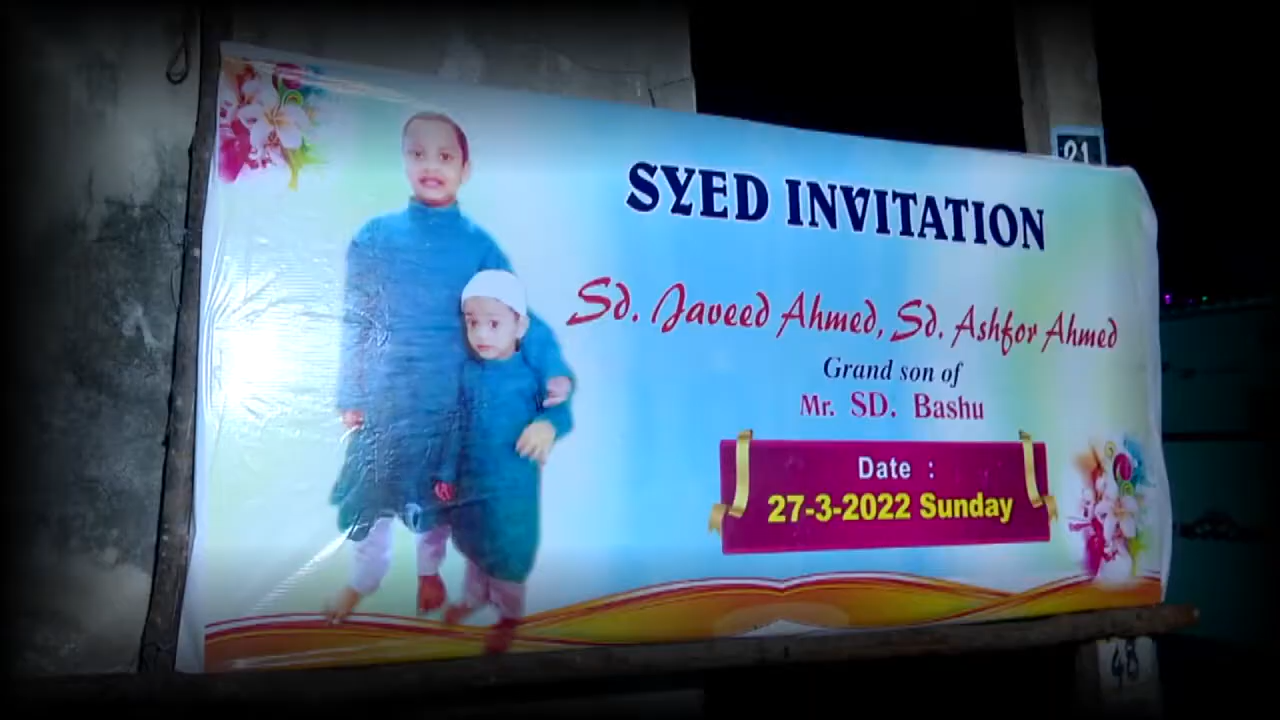 21
SYED INVITATION
Sd. Javeed Ahmed, Sd. Ashfor Ahmed
Grand son of
Mr. SD. Bashu
Date :
27-3-2022 Sunday
48